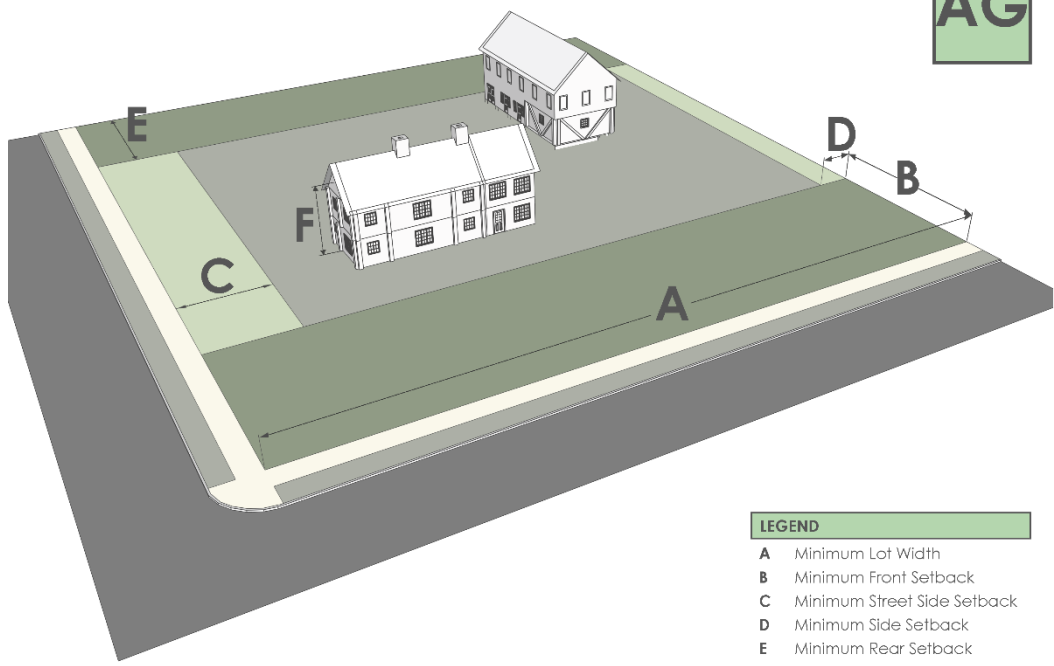 AG
E
D
B
F
C
A
LEGEND
A Minimum Lot Width
B Minimum Front Setback
C Minimum Street Side Setback
D Minimum Side Setback
E Minimum Rear Setback